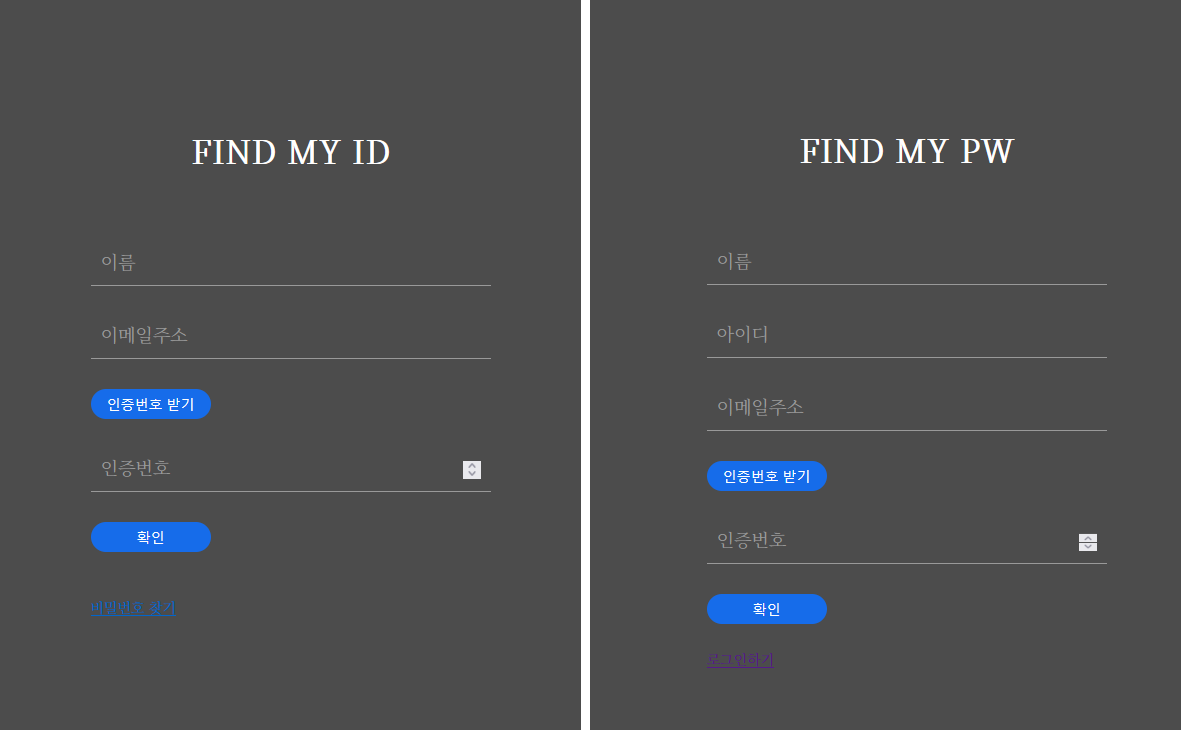 FIND MY ID
이름
이메일주소
인증번호 받기
인증번호
확인
비밀번호 찾기
FIND MY PW
이름
아이디
이메일주소
인증번호 받기
인증번호
확인
로그인하기